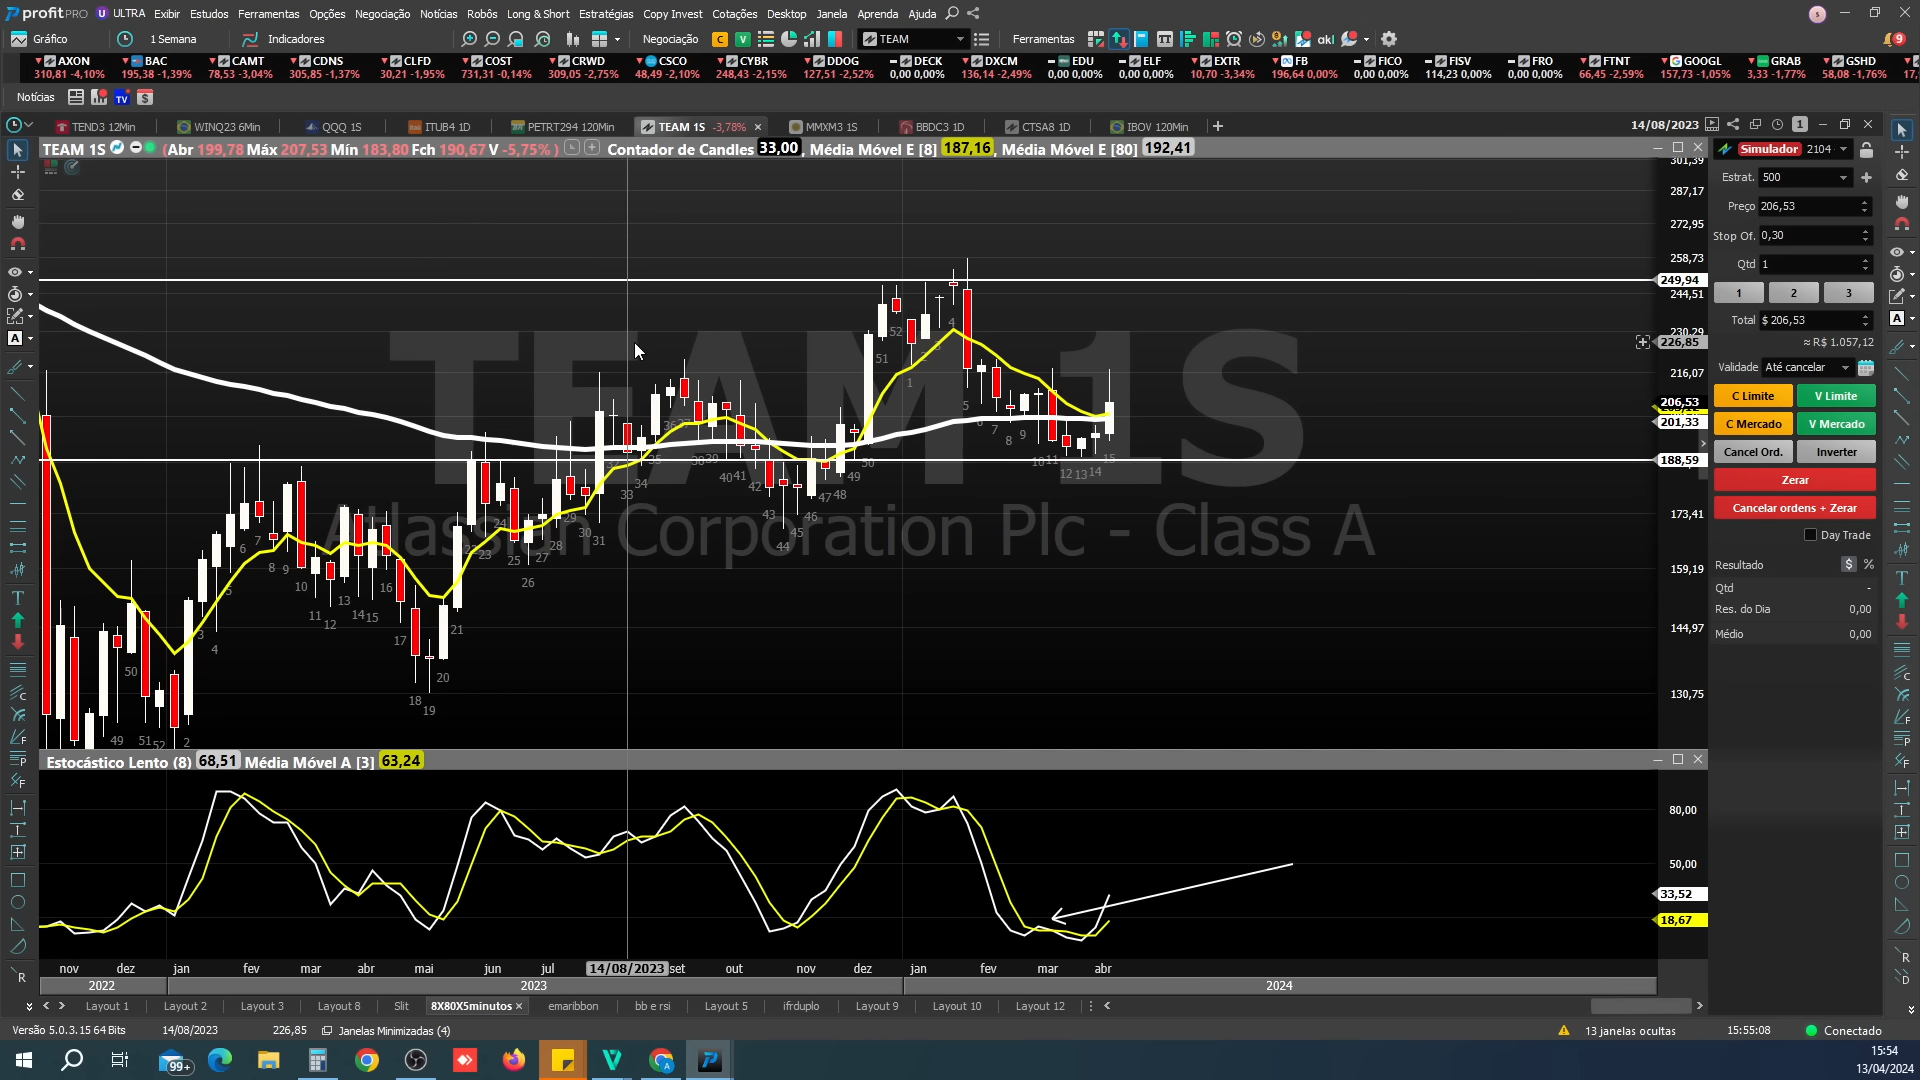 profitPRO ULTRA Exibir Estudos Ferramentas Opções Negociação Notícias Robôs Long & Short Estratégias Copy Invest Cotações Desktop Janela Aprenda Ajuda
Gráfico 1 Semana Indicadores Negociação C V TEAM Ferramentas akl 9
AXON BAC CAMT CDNS CLFD COST CRWD CSCO CYBR DDOG DECK DXCM EDU ELF EXTR FB FICO FISV FRO FTNT GOOGL GRAB GSHD
310,81 -4,10% 195,38 -1,39% 78,53 -3,04% 305,85 -1,37% 30,21 -1,95% 731,31 -0,14% 309,05 -2,75% 48,49 -2,10% 248,43 -2,15% 127,51 -2,52% 0,00 0,00% 136,14 -2,49% 0,00 0,00% 0,00 0,00% 10,70 -3,34% 196,64 0,00% 0,00 0,00% 114,23 0,00% 0,00 0,00% 66,45 -2,59% 157,73 -1,05% 3,33 -1,77% 58,08 -1,76% 17,
Notícias TV $
TEND3 12Min WINQ23 6Min QQQ 1S ITUB4 1D PETRT294 120Min TEAM 1S -3,78% MMXM3 1S BBDC3 1D CTSA8 1D IBOV 120Min 14/08/2023 1
TEAM 1S (Abr 199,78 Máx 207,53 Mín 183,80 Fch 190,67 V -5,75% ) Contador de Candles 33,00 , Média Móvel E [8] 187,16 , Média Móvel E [80] 192,41
TEAM 1S
Atlassin Corporation Plc - Class A
301,39
287,17
272,95
258,73
249,94
244,51
230,29
226,85
216,07
206,53
201,33
188,59
173,41
159,19
144,97
130,75
Simulador 2104
Estrat. 500
Preço 206,53
Stop Of. 0,30
Qtd 1
1 2 3
Total $ 206,53
≈ R$ 1.057,12
Validade Até cancelar
C Limite V Limite
C Mercado V Mercado
Cancel Ord. Inverter
Zerar
Cancelar ordens + Zerar
Day Trade
Resultado $ %
Qtd -
Res. do Dia 0,00
Médio 0,00
Estocástico Lento (8) 68,51 Média Móvel A [3] 63,24
80,00
50,00
33,52
18,67
nov dez jan fev mar abr mai jun jul 14/08/2023 set out nov dez jan fev mar abr
2022 2023 2024
Layout 1 Layout 2 Layout 3 Layout 8 Slit 8X80X5minutos emaribbon bb e rsi Layout 5 ifrduplo Layout 9 Layout 10 Layout 12
Versão 5.0.3.15 64 Bits 14/08/2023 226,85 Janelas Minimizadas (4) 13 janelas ocultas 15:55:08 Conectado
99+
15:54
13/04/2024